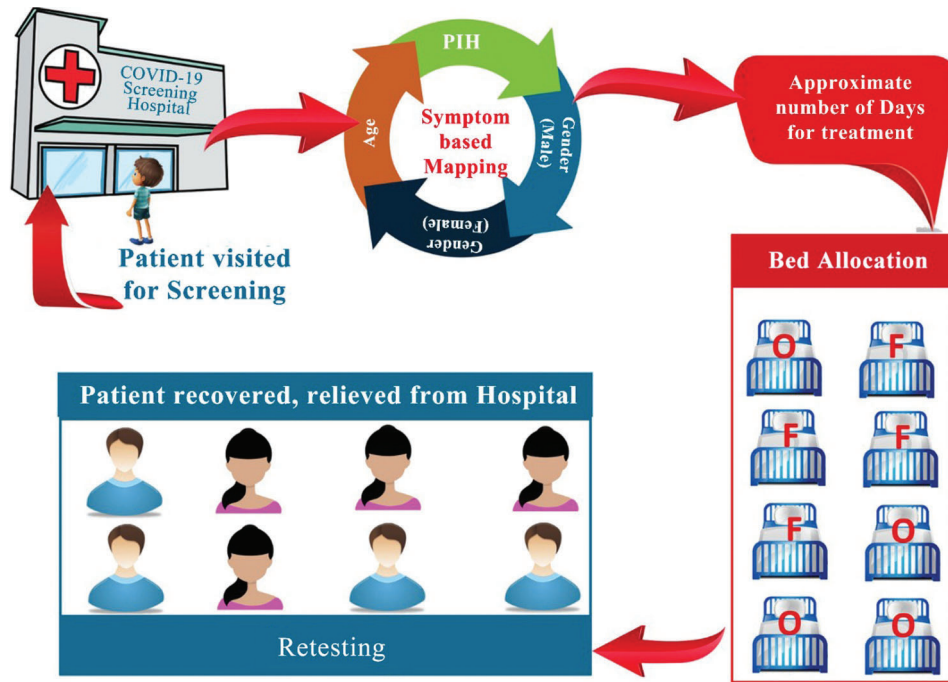 COVID-19
Screening
Hospital
Patient visited
for Screening
PIH
Age
Symptom
based
Mapping
Gender
(Male)
Gender
(Female)
Approximate
number of Days
for treatment
Bed Allocation
O
F
F
F
F
O
O
O
Patient recovered, relieved from Hospital
Retesting